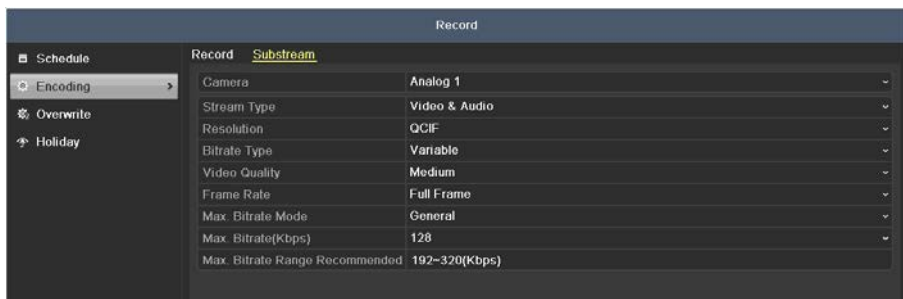 Record
Schedule
Encoding
Overwrite
Holiday
Record Substream
Camera Analog 1
Stream Type Video & Audio
Resolution QCIF
Bitrate Type Variable
Video Quality Medium
Frame Rate Full Frame
Max. Bitrate Mode General
Max. Bitrate(Kbps) 128
Max. Bitrate Range Recommended 192~320(Kbps)